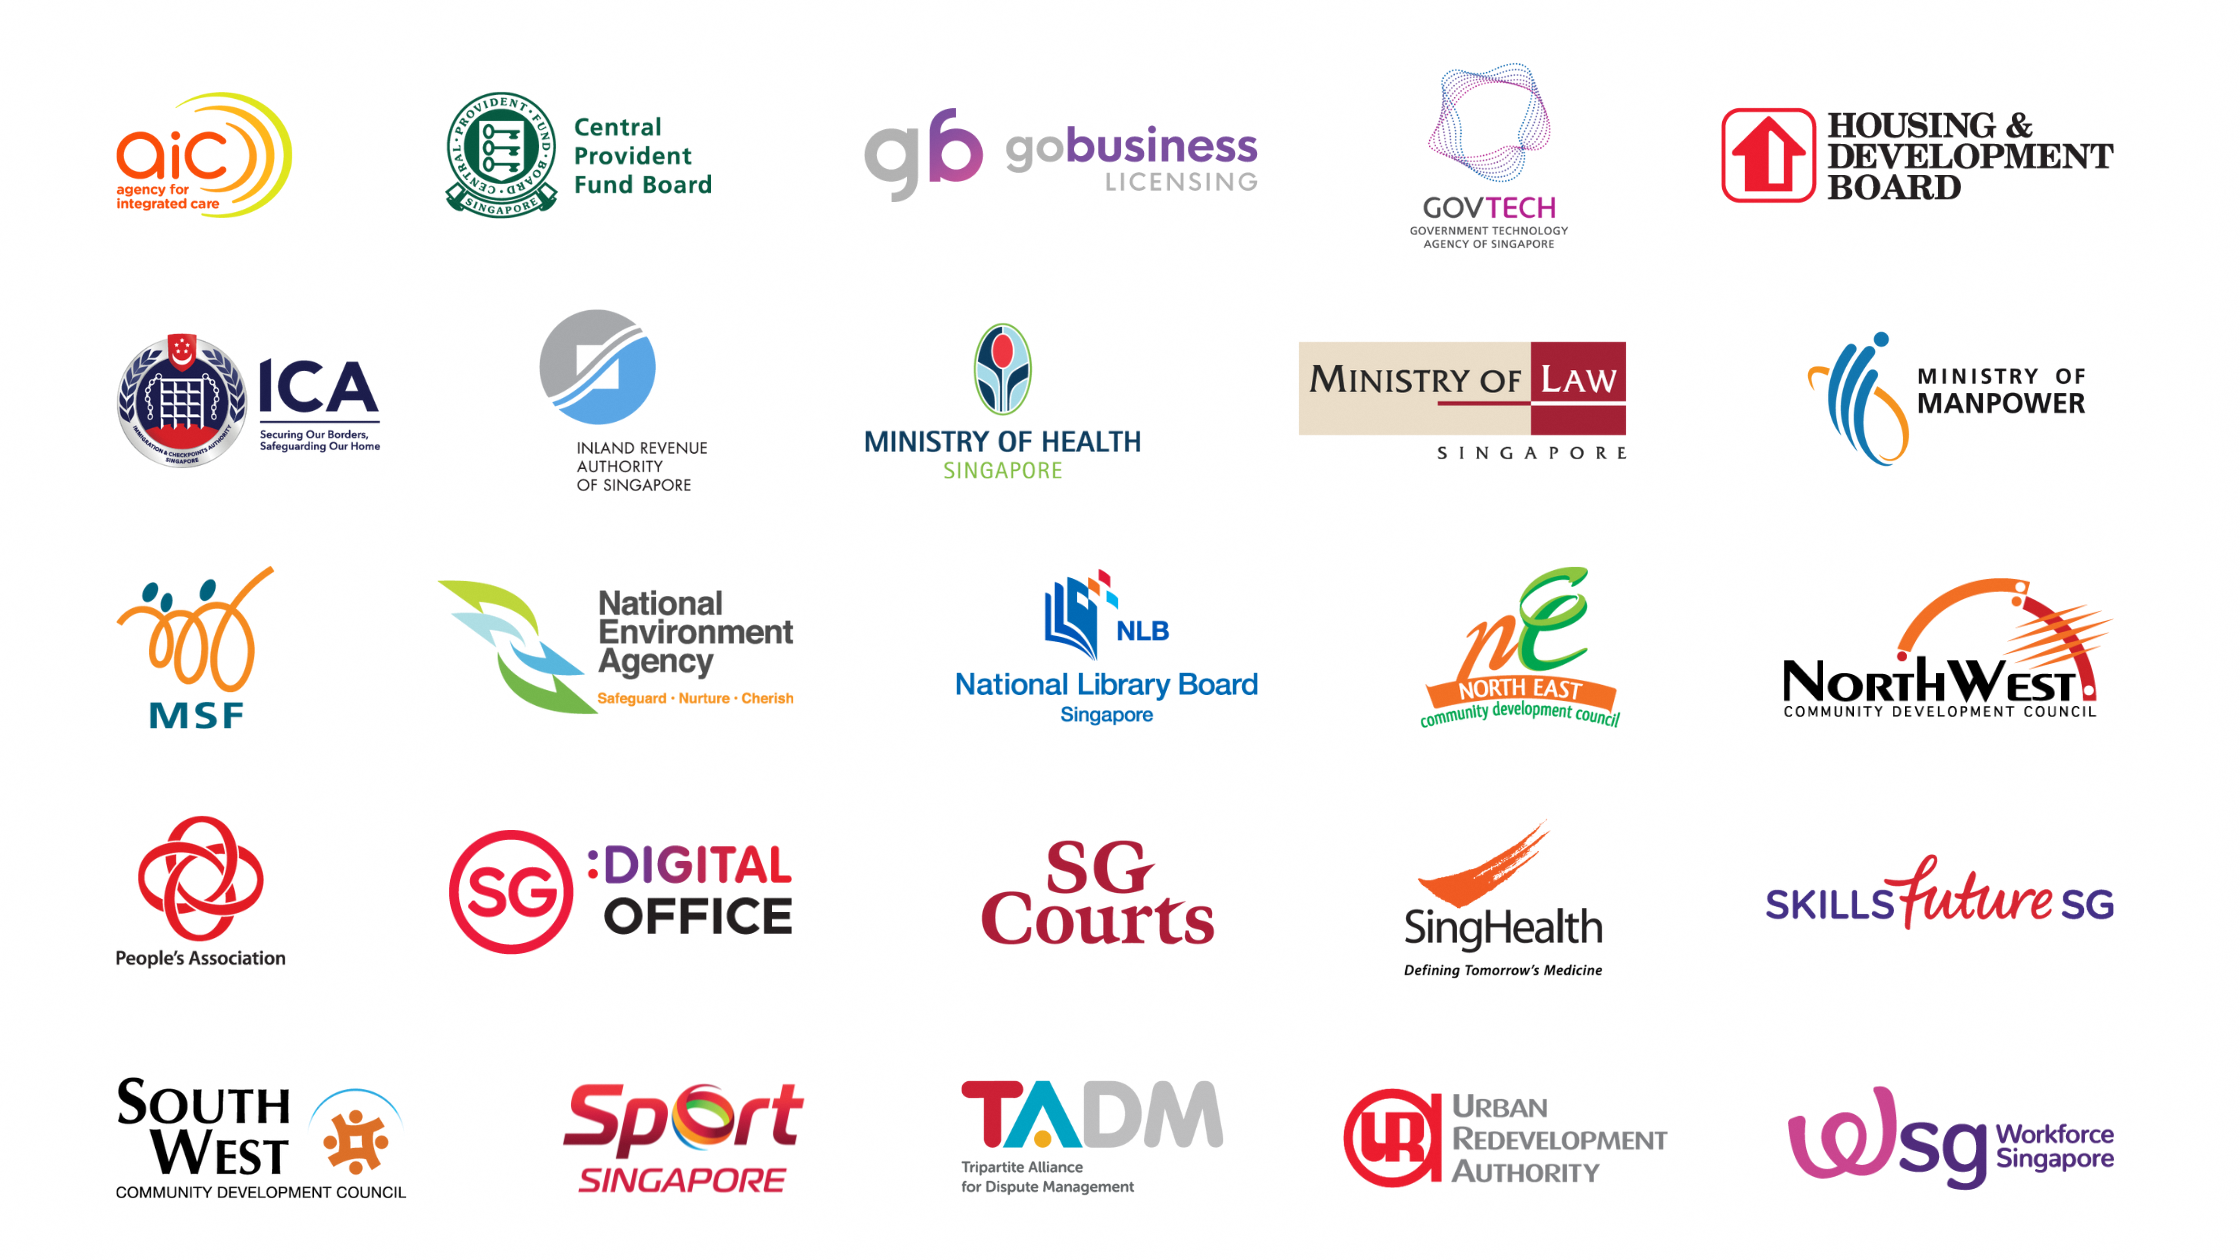 aic
agency for
integrated care
CENTRAL · PROVIDENT · FUND · BOARD
SINGAPORE
Central
Provident
Fund Board
gb gobusiness
LICENSING
GOVTECH
GOVERNMENT TECHNOLOGY
AGENCY OF SINGAPORE
HOUSING &
DEVELOPMENT
BOARD
IMMIGRATION & CHECKPOINTS AUTHORITY
SINGAPORE
ICA
Securing Our Borders,
Safeguarding Our Home
INLAND REVENUE
AUTHORITY
OF SINGAPORE
MINISTRY OF HEALTH
SINGAPORE
MINISTRY OF LAW
SINGAPORE
MINISTRY OF
MANPOWER
MSF
National
Environment
Agency
Safeguard · Nurture · Cherish
NLB
National Library Board
Singapore
nE
NORTH EAST
community development council
NORTHWEST
COMMUNITY DEVELOPMENT COUNCIL
People's Association
SG
:DIGITAL
OFFICE
SG
Courts
SingHealth
Defining Tomorrow's Medicine
SKILLSfuture SG
SOUTH
WEST
COMMUNITY DEVELOPMENT COUNCIL
Sport
SINGAPORE
TADM
Tripartite Alliance
for Dispute Management
URA
URBAN
REDEVELOPMENT
AUTHORITY
wsg
Workforce
Singapore